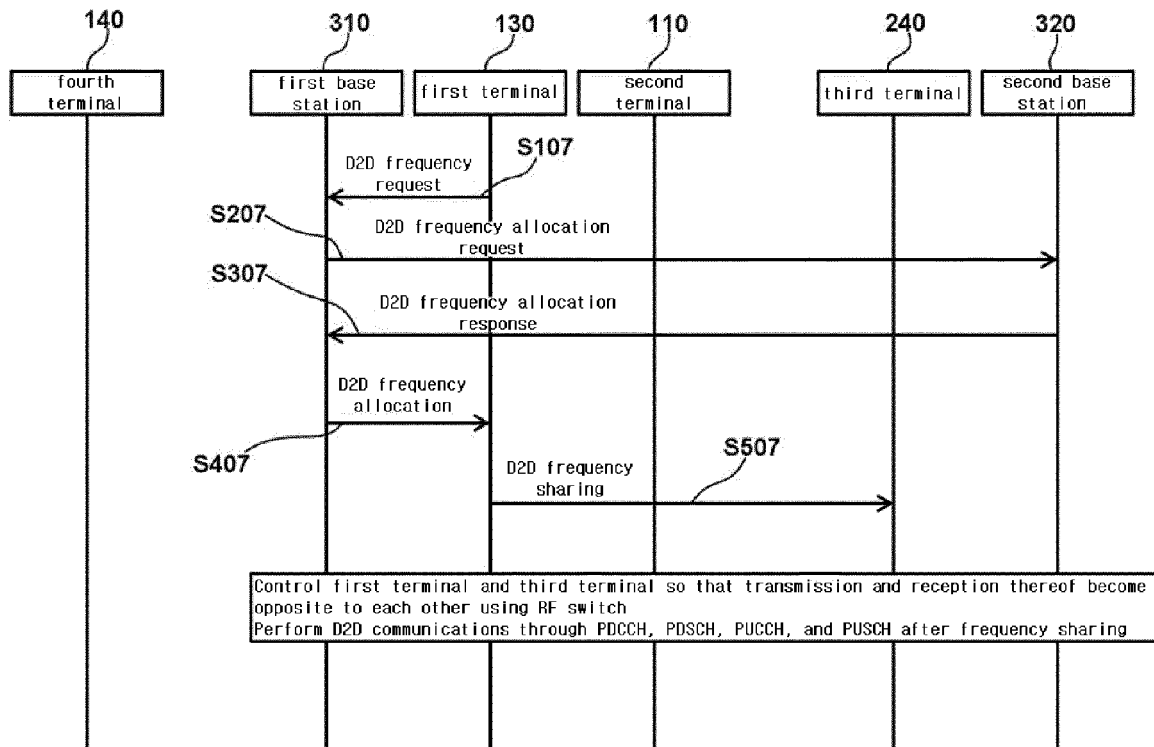 140
310
130
110
240
320
fourth
terminal
first base
station
first terminal
second
terminal
third terminal
second base
station
S107
D2D frequency
request
S207
D2D frequency allocation
request
S307
D2D frequency allocation
response
D2D frequency
allocation
S407
S507
D2D frequency
sharing
Control first terminal and third terminal so that transmission and reception thereof become
opposite to each other using RF switch
Perform D2D communications through PDCCH, PDSCH, PUCCH, and PUSCH after frequency sharing